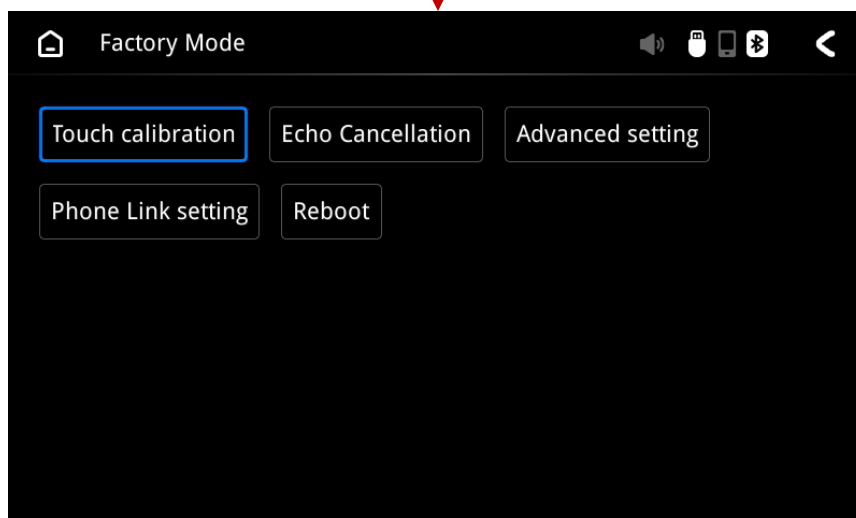 Factory Mode
Touch calibration Echo Cancellation Advanced setting
Phone Link setting Reboot